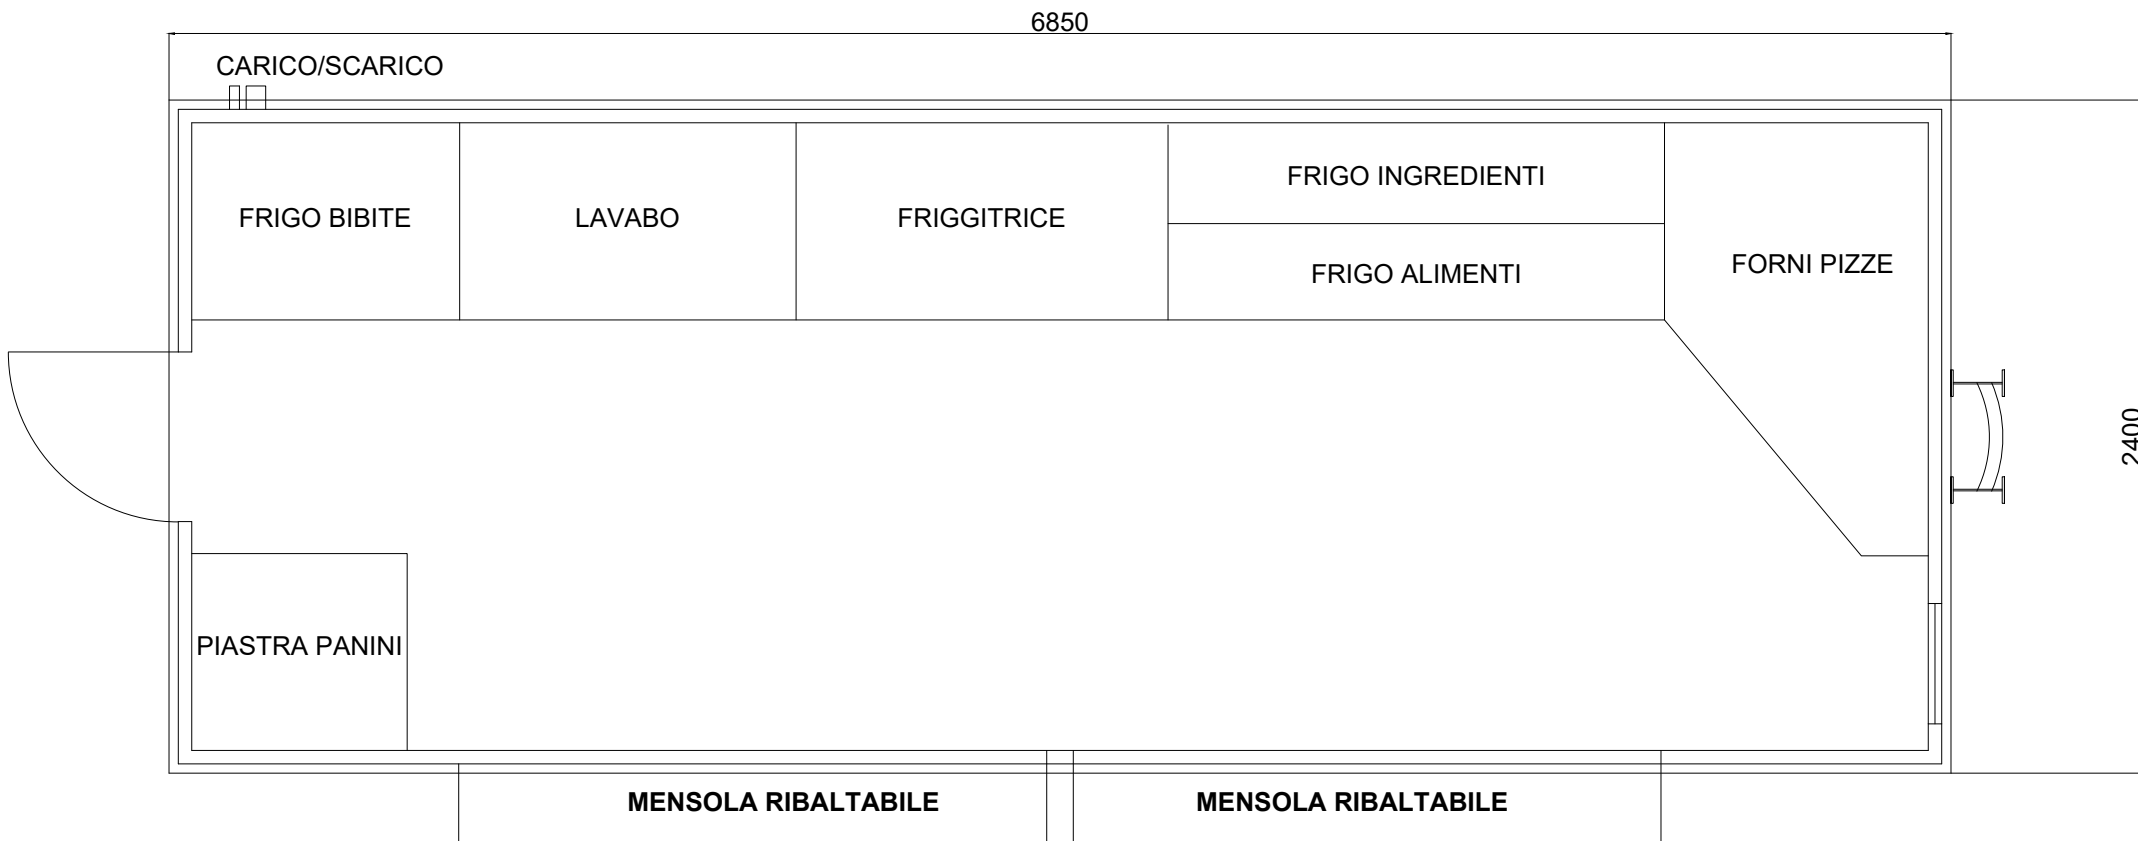 6850
CARICO/SCARICO
FRIGO INGREDIENTI
FRIGO BIBITE
LAVABO
FRIGGITRICE
FORNI PIZZE
FRIGO ALIMENTI
2400
PIASTRA PANINI
MENSOLA RIBALTABILE
MENSOLA RIBALTABILE